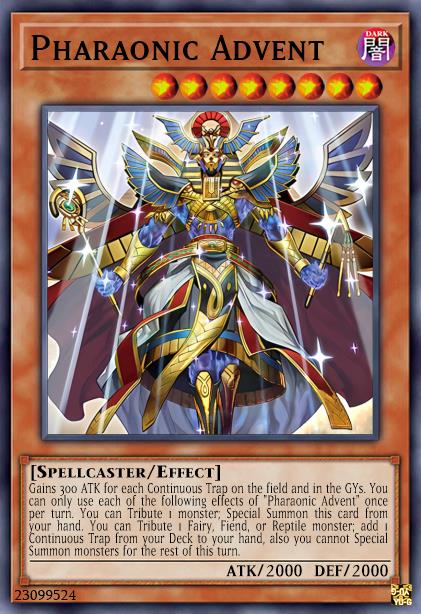 Pharaonic Advent
DARK
闇
[Spellcaster/Effect]
Gains 300 ATK for each Continuous Trap on the field and in the GYs. You
can only use each of the following effects of "Pharaonic Advent" once
per turn. You can Tribute 1 monster; Special Summon this card from
your hand. You can Tribute 1 Fairy, Fiend, or Reptile monster; add 1
Continuous Trap from your Deck to your hand, also you cannot Special
Summon monsters for the rest of this turn.
ATK/2000 DEF/2000
23099524